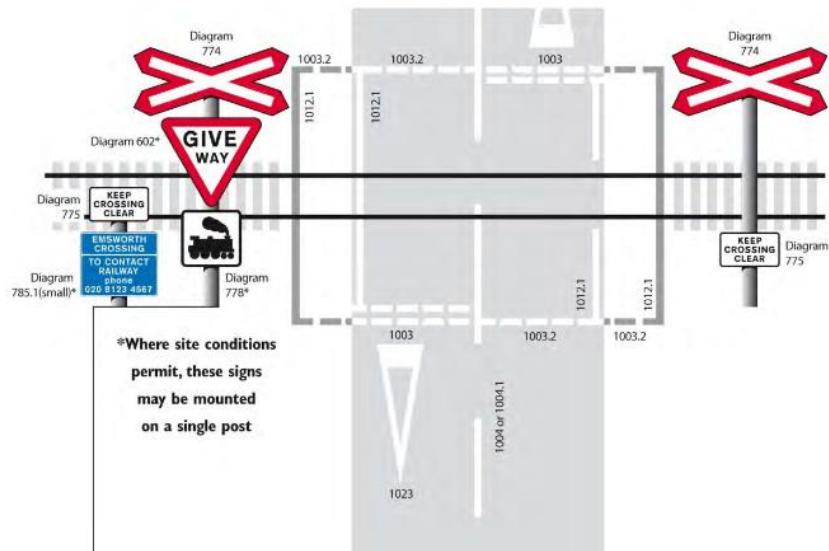 Diagram
774
1003.2
1003.2
1003
Diagram
774
1012.1
1012.1
Diagram 602*
GIVE
WAY
Diagram
775
KEEP
CROSSING
CLEAR
EMSWORTH
CROSSING
TO CONTACT
RAILWAY
phone
020 8123 4567
Diagram
785.1(small)*
Diagram
778*
KEEP
CROSSING
CLEAR
Diagram
775
1012.1
1012.1
1003
1003.2
1003.2
*Where site conditions
permit, these signs
may be mounted
on a single post
1004 or 1004.1
1023